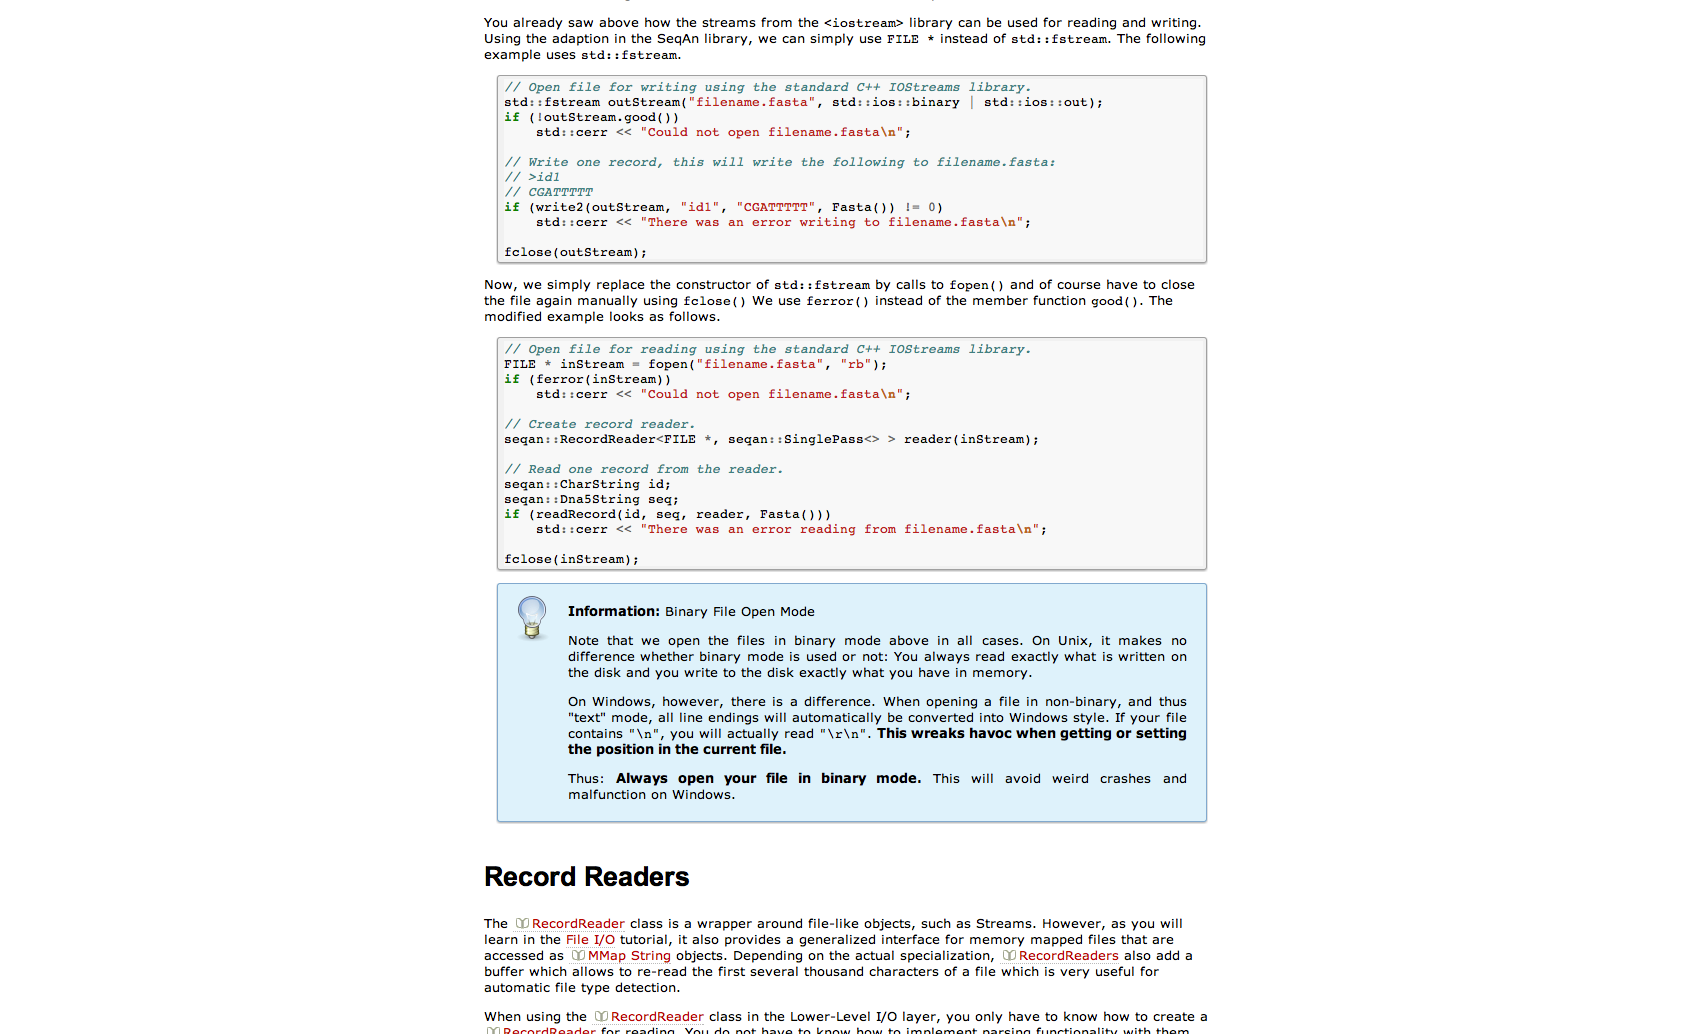 You already saw above how the streams from the <iostream> library can be used for reading and writing.
Using the adaption in the SeqAn library, we can simply use FILE * instead of std::fstream. The following
example uses std::fstream.
// Open file for writing using the standard C++ IOStreams library.
std::fstream outStream("filename.fasta", std::ios::binary | std::ios::out);
if (!outStream.good())
    std::cerr << "Could not open filename.fasta\n";
// Write one record, this will write the following to filename.fasta:
// >id1
// CGATTTTT
if (write2(outStream, "id1", "CGATTTTT", Fasta()) != 0)
    std::cerr << "There was an error writing to filename.fasta\n";
fclose(outStream);
Now, we simply replace the constructor of std::fstream by calls to fopen() and of course have to close
the file again manually using fclose() We use ferror() instead of the member function good(). The
modified example looks as follows.
// Open file for reading using the standard C++ IOStreams library.
FILE * inStream = fopen("filename.fasta", "rb");
if (ferror(inStream))
    std::cerr << "Could not open filename.fasta\n";
// Create record reader.
seqan::RecordReader<FILE *, seqan::SinglePass<> > reader(inStream);
// Read one record from the reader.
seqan::CharString id;
seqan::Dna5String seq;
if (readRecord(id, seq, reader, Fasta()))
    std::cerr << "There was an error reading from filename.fasta\n";
fclose(inStream);
Information: Binary File Open Mode
Note that we open the files in binary mode above in all cases. On Unix, it makes no
difference whether binary mode is used or not: You always read exactly what is written on
the disk and you write to the disk exactly what you have in memory.
On Windows, however, there is a difference. When opening a file in non-binary, and thus
"text" mode, all line endings will automatically be converted into Windows style. If your file
contains "\n", you will actually read "\r\n". This wreaks havoc when getting or setting
the position in the current file.
Thus: Always open your file in binary mode. This will avoid weird crashes and
malfunction on Windows.
Record Readers
The RecordReader class is a wrapper around file-like objects, such as Streams. However, as you will
learn in the File I/O tutorial, it also provides a generalized interface for memory mapped files that are
accessed as MMap String objects. Depending on the actual specialization, RecordReaders also add a
buffer which allows to re-read the first several thousand characters of a file which is very useful for
automatic file type detection.
When using the RecordReader class in the Lower-Level I/O layer, you only have to know how to create a
RecordReader for reading. You do not have to know how to implement parsing functionality with them.